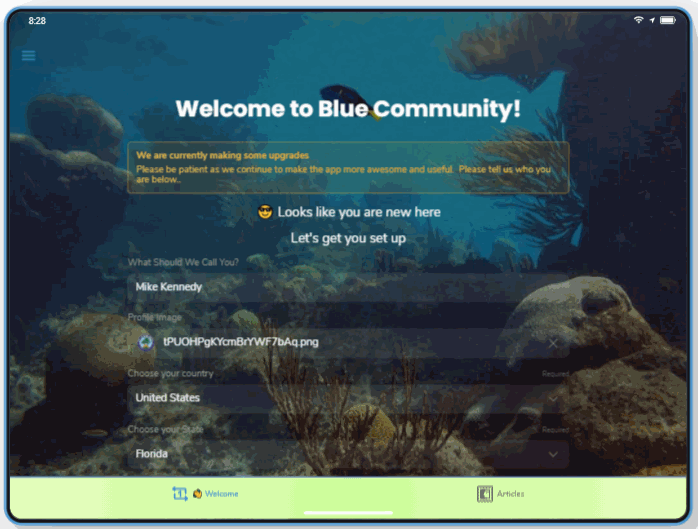 8:28
Welcome to Blue Community!
We are currently making some upgrades
Please be patient as we continue to make the app more awesome and useful. Please tell us who you
are below..
Looks like you are new here
Let's get you set up
What Should We Call You?
Mike Kennedy
Profile Image
tPUOHPgKYcmBrYWF7bAq.png
Choose your country Required
United States
Choose your State Required
Florida
Welcome Articles